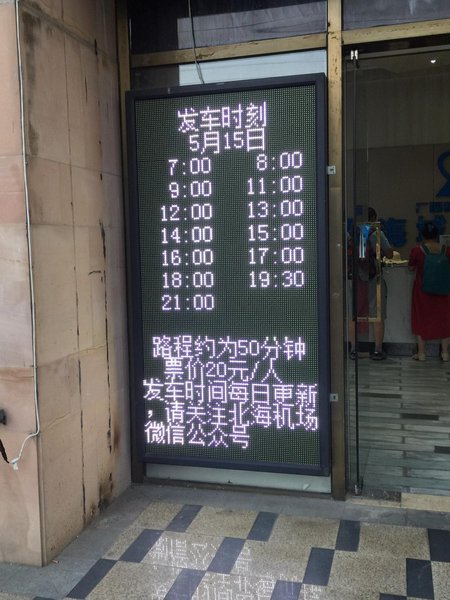 发车时刻
5月15日
7:00 8:00
9:00 11:00
12:00 13:00
14:00 15:00
16:00 17:00
18:00 19:30
21:00
路程约为50分钟
票价20元/人
发车时间每日更新
，请关注北海机场
微信公众号